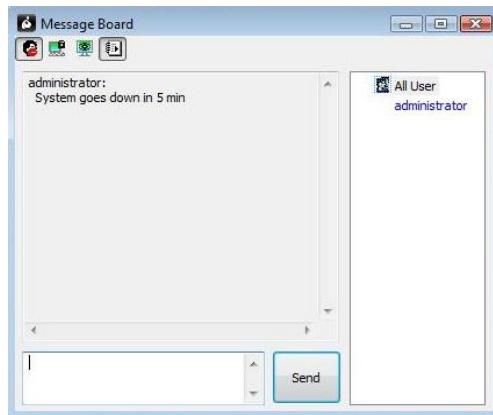 Message Board
administrator:
System goes down in 5 min
All User
administrator
Send